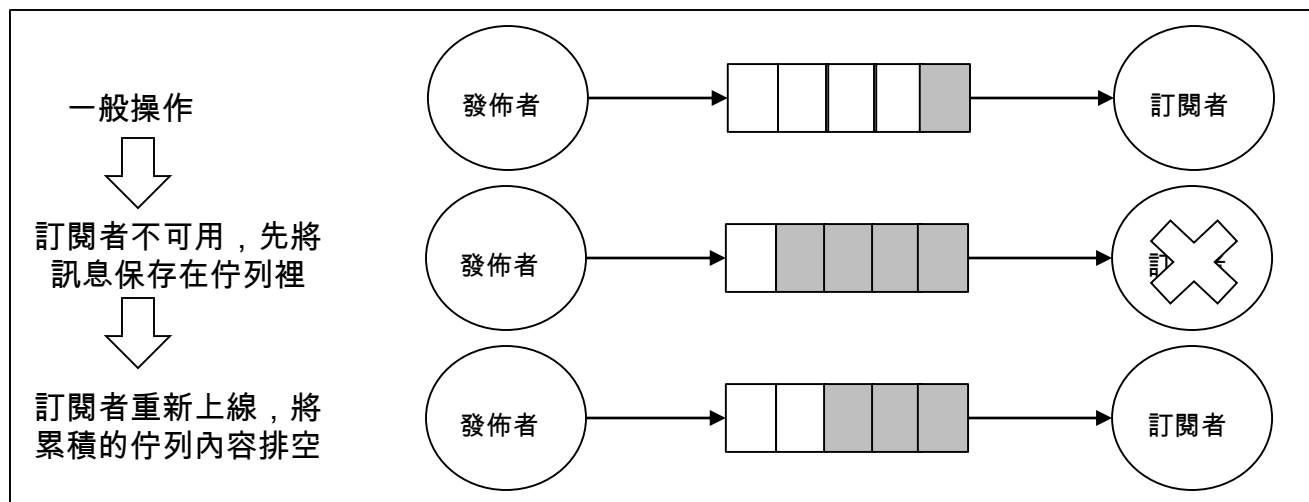 一般操作
發佈者
訂閱者
訂閱者不可用，先將
訊息保存在佇列裡
發佈者
訂閱者重新上線，將
累積的佇列內容排空
發佈者
訂閱者